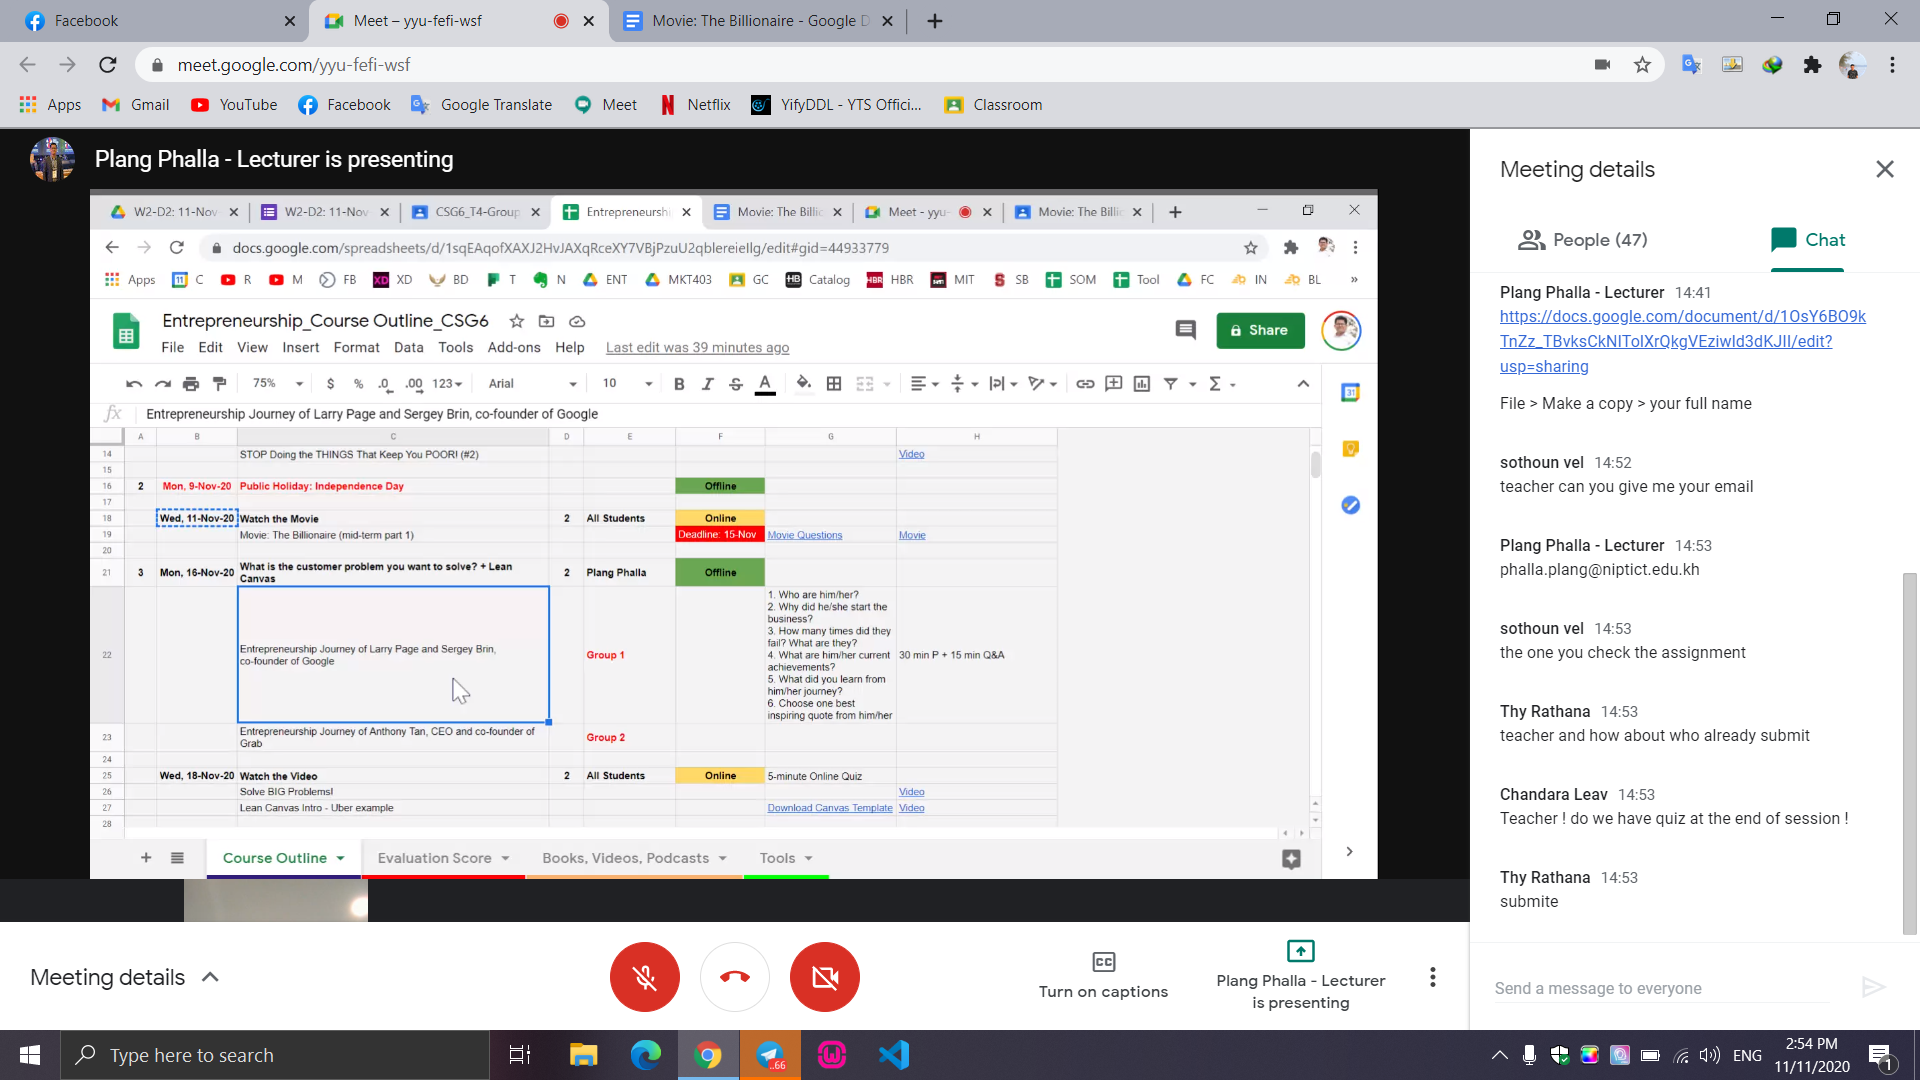 Facebook
Meet – yyu-fefi-wsf
Movie: The Billionaire - Google D
meet.google.com/yyu-fefi-wsf
Apps
Gmail
YouTube
Facebook
Google Translate
Meet
Netflix
YifyDDL - YTS Offici...
Classroom
Plang Phalla - Lecturer is presenting
W2-D2: 11-Nov
W2-D2: 11-Nov
CSG6_T4-Group
Entrepreneurshi
Movie: The Billi
Meet - yyu-
Movie: The Billi
Apps C R M FB XD BD T N ENT MKT403 GC Catalog HBR MIT SB SOM Tool FC IN BL »
Entrepreneurship_Course Outline_CSG6
Share
File Edit View Insert Format Data Tools Add-ons Help Last edit was 39 minutes ago
75% $ % .0 .00 123 Arial 10 B I S A
fx Entrepreneurship Journey of Larry Page and Sergey Brin, co-founder of Google
A B C D E F G H
14 STOP Doing the THINGS That Keep You POOR! (#2) Video
15
16 2 Mon, 9-Nov-20 Public Holiday: Independence Day Offline
17
18 Wed, 11-Nov-20 Watch the Movie 2 All Students Online
19 Movie: The Billionaire (mid-term part 1) Deadline: 15-Nov Movie Questions Movie
20
21 3 Mon, 16-Nov-20 What is the customer problem you want to solve? + Lean
Canvas 2 Plang Phalla Offline
22 Entrepreneurship Journey of Larry Page and Sergey Brin,
co-founder of Google
Group 1
1. Who are him/her?
2. Why did he/she start the
business?
3. How many times did they
fail? What are they?
4. What are him/her current
achievements?
5. What did you learn from
him/her journey?
6. Choose one best
inspiring quote from him/her
30 min P + 15 min Q&A
23 Entrepreneurship Journey of Anthony Tan, CEO and co-founder of
Grab
Group 2
24
25 Wed, 18-Nov-20 Watch the Video 2 All Students Online 5-minute Online Quiz
26 Solve BIG Problems! Video
27 Lean Canvas Intro - Uber example Download Canvas Template Video
28
Course Outline
Evaluation Score
Books, Videos, Podcasts
Tools
Meeting details
People (47)
Chat
Plang Phalla - Lecturer 14:41
File > Make a copy > your full name
sothoun vel 14:52
teacher can you give me your email
Plang Phalla - Lecturer 14:53
phalla.plang@niptict.edu.kh
sothoun vel 14:53
the one you check the assignment
Thy Rathana 14:53
teacher and how about who already submit
Chandara Leav 14:53
Teacher ! do we have quiz at the end of session !
Thy Rathana 14:53
submite
Send a message to everyone
Meeting details
Turn on captions
Plang Phalla - Lecturer
is presenting
Type here to search
..66
ENG
2:54 PM
11/11/2020
1